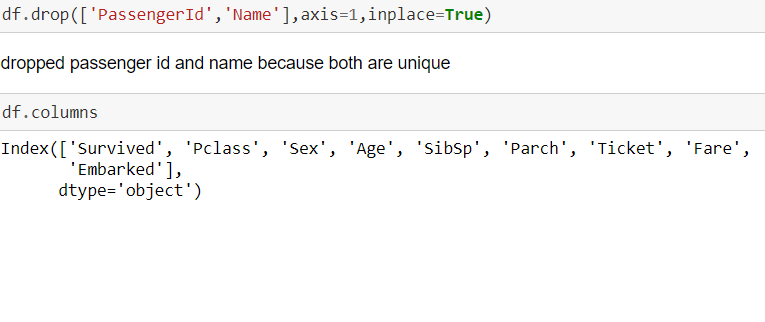 df.drop(['PassengerId','Name'],axis=1,inplace=True)
dropped passenger id and name because both are unique
df.columns
Index(['Survived', 'Pclass', 'Sex', 'Age', 'SibSp', 'Parch', 'Ticket', 'Fare',
'Embarked'],
dtype='object')